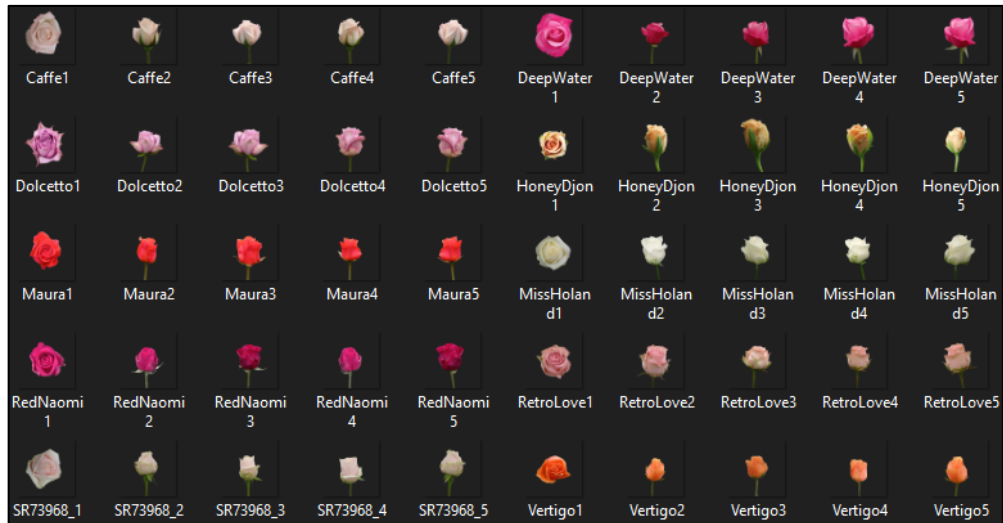 Caffe1 Caffe2 Caffe3 Caffe4 Caffe5 DeepWater DeepWater DeepWater DeepWater DeepWater
1 2 3 4 5
Dolcetto1 Dolcetto2 Dolcetto3 Dolcetto4 Dolcetto5 HoneyDjon HoneyDjon HoneyDjon HoneyDjon HoneyDjon
1 2 3 4 5
Maura1 Maura2 Maura3 Maura4 Maura5 MissHolan MissHolan MissHolan MissHolan MissHolan
d1 d2 d3 d4 d5
RedNaomi RedNaomi RedNaomi RedNaomi RedNaomi RetroLove1 RetroLove2 RetroLove3 RetroLove4 RetroLove5
1 2 3 4 5
SR73968_1 SR73968_2 SR73968_3 SR73968_4 SR73968_5 Vertigo1 Vertigo2 Vertigo3 Vertigo4 Vertigo5